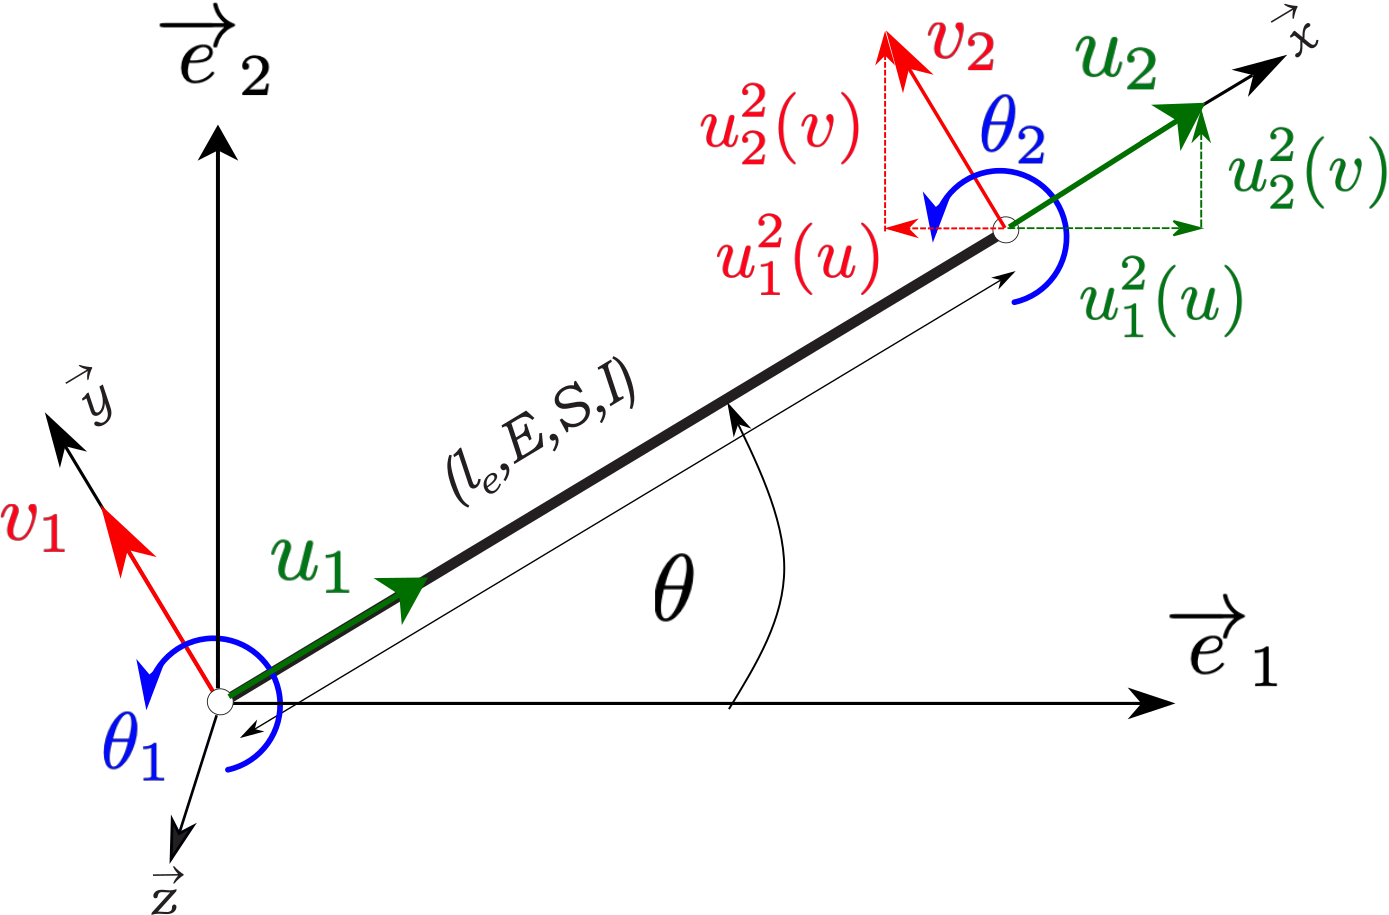 $\overrightarrow{e}_2$
$v_2$
$u_2$
$\vec{x}$
$u_2^2(v)$
$\theta_2$
$u_2^2(v)$
$u_1^2(u)$
$u_1^2(u)$
$\vec{y}$
$(l_e,E,S,I)$
$v_1$
$u_1$
$\theta$
$\overrightarrow{e}_1$
$\theta_1$
$\vec{z}$